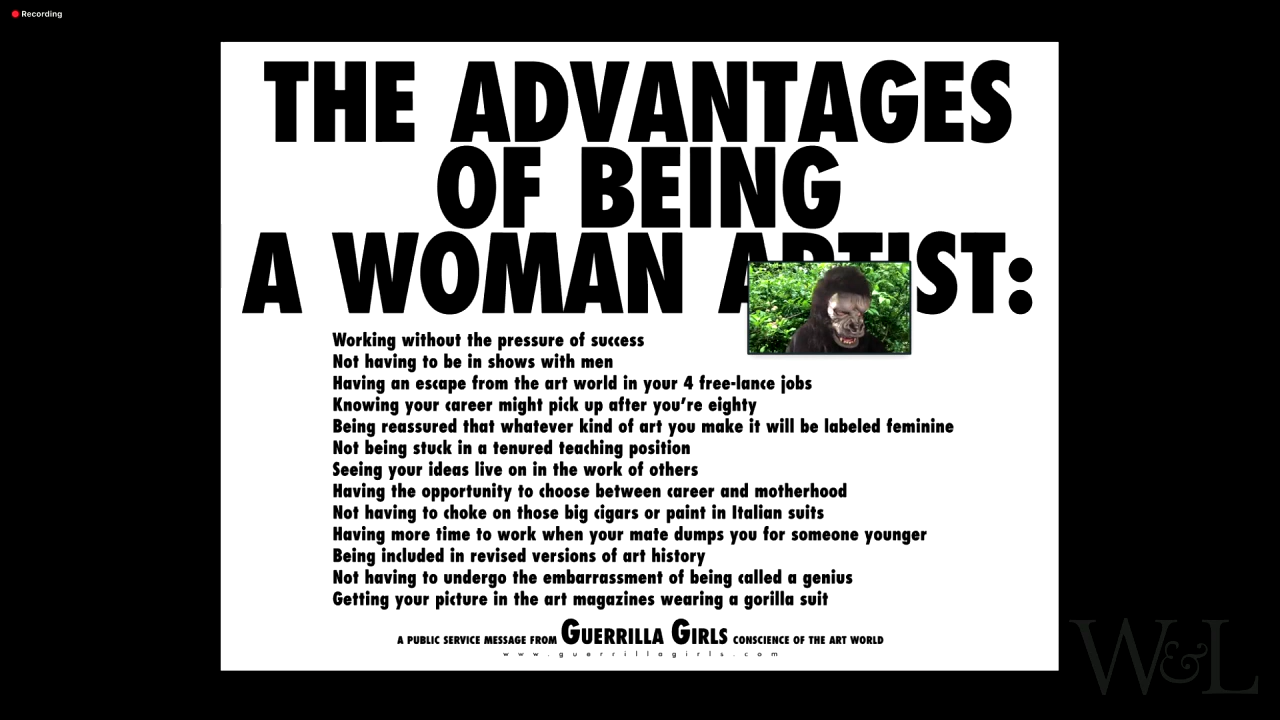 Recording
THE ADVANTAGES
OF BEING
A WOMAN ARTIST:
Working without the pressure of success
Not having to be in shows with men
Having an escape from the art world in your 4 free-lance jobs
Knowing your career might pick up after you're eighty
Being reassured that whatever kind of art you make it will be labeled feminine
Not being stuck in a tenured teaching position
Seeing your ideas live on in the work of others
Having the opportunity to choose between career and motherhood
Not having to choke on those big cigars or paint in Italian suits
Having more time to work when your mate dumps you for someone younger
Being included in revised versions of art history
Not having to undergo the embarrassment of being called a genius
Getting your picture in the art magazines wearing a gorilla suit
A PUBLIC SERVICE MESSAGE FROM GUERRILLA GIRLS CONSCIENCE OF THE ART WORLD
www.guerrillagirls.com
W&L